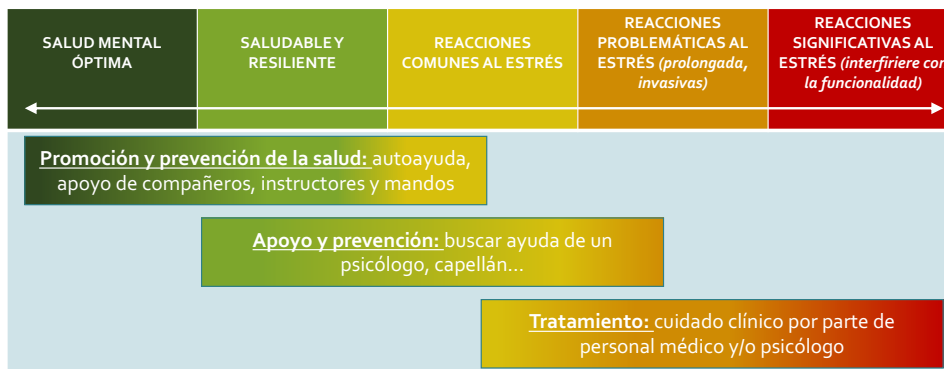 SALUD MENTAL
ÓPTIMA
SALUDABLE Y
RESILIENTE
REACCIONES
COMUNES AL ESTRÉS
REACCIONES
PROBLEMÁTICAS AL
ESTRÉS (prolongada,
invasivas)
REACCIONES
SIGNIFICATIVAS AL
ESTRÉS (interfiriere con
la funcionalidad)
Promoción y prevención de la salud: autoayuda,
apoyo de compañeros, instructores y mandos
Apoyo y prevención: buscar ayuda de un
psicólogo, capellán...
Tratamiento: cuidado clínico por parte de
personal médico y/o psicólogo